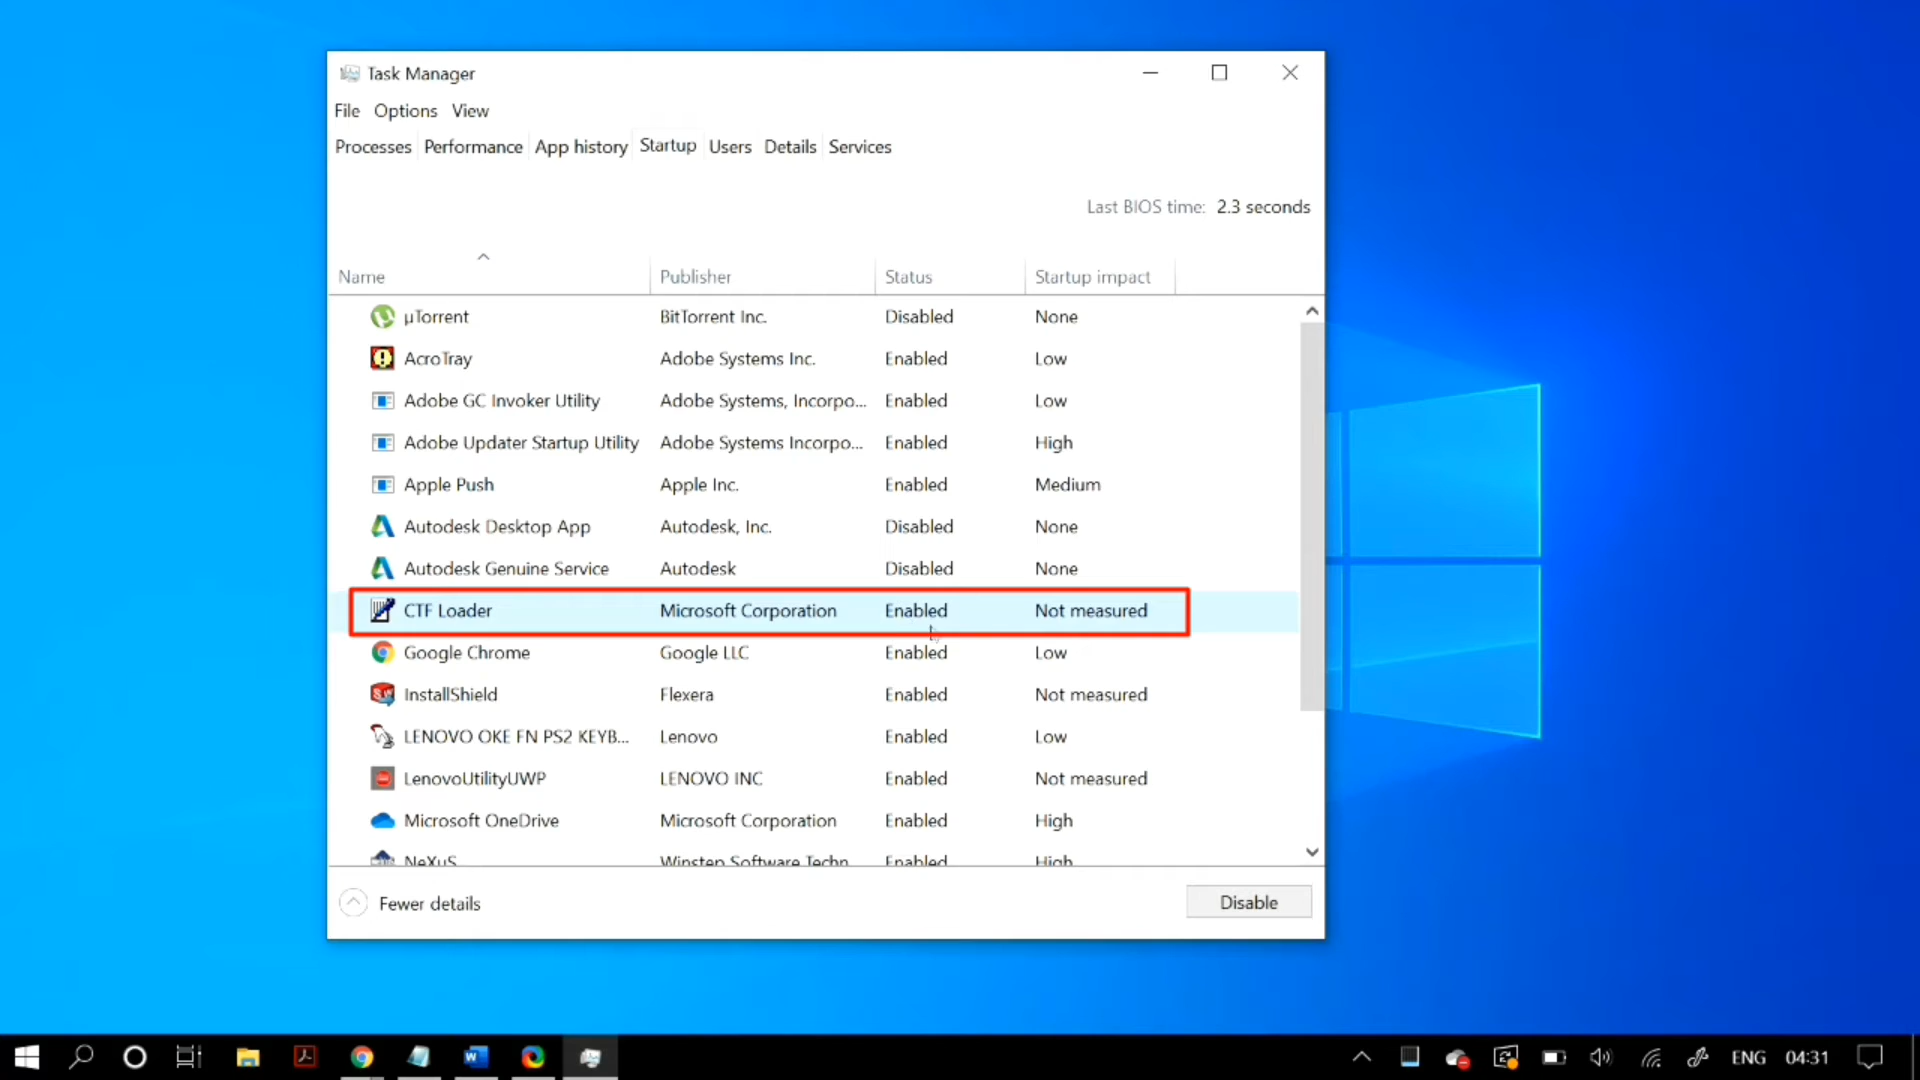 Task Manager
File Options View
Processes Performance App history Startup Users Details Services
Last BIOS time: 2.3 seconds
Name Publisher Status Startup impact
µTorrent BitTorrent Inc. Disabled None
AcroTray Adobe Systems Inc. Enabled Low
Adobe GC Invoker Utility Adobe Systems, Incorpo... Enabled Low
Adobe Updater Startup Utility Adobe Systems Incorpo... Enabled High
Apple Push Apple Inc. Enabled Medium
Autodesk Desktop App Autodesk, Inc. Disabled None
Autodesk Genuine Service Autodesk Disabled None
CTF Loader Microsoft Corporation Enabled Not measured
Google Chrome Google LLC Enabled Low
InstallShield Flexera Enabled Not measured
LENOVO OKE FN PS2 KEYB... Lenovo Enabled Low
LenovoUtilityUWP LENOVO INC Enabled Not measured
Microsoft OneDrive Microsoft Corporation Enabled High
NeXuS Winstep Software Techn Enabled High
Fewer details Disable
ENG 04:31